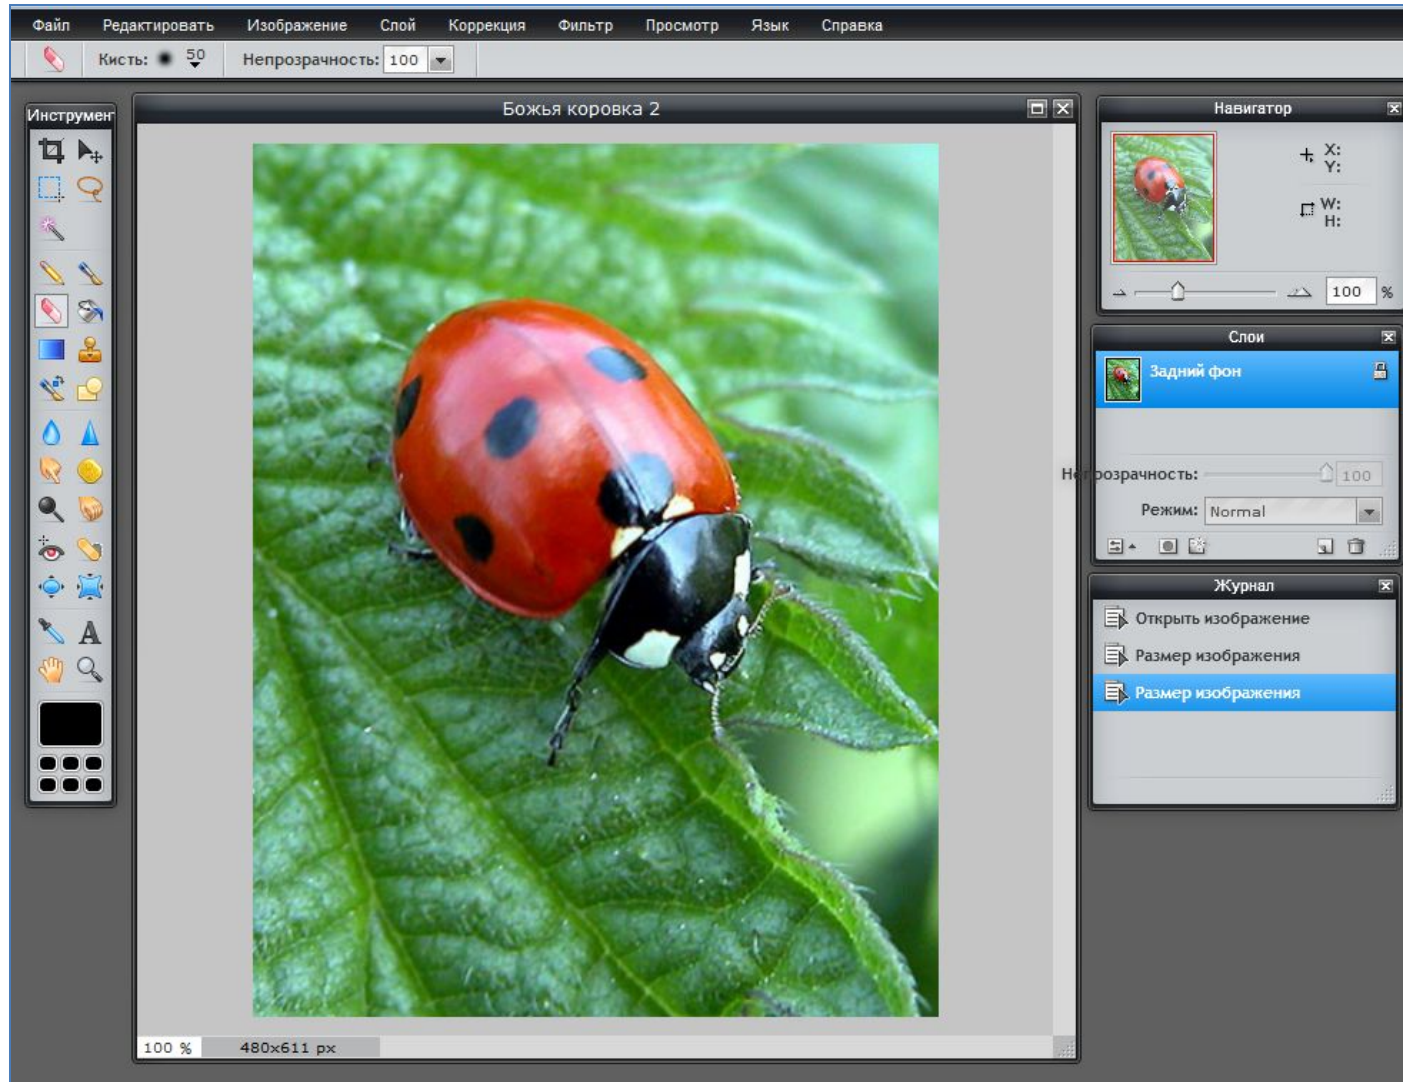 Файл Редактировать Изображение Слой Коррекция Фильтр Просмотр Язык Справка
Кисть: 50 Непрозрачность: 100
Инструмент
Божья коровка 2
100 % 480x611 px
Навигатор
X:
Y:
W:
H:
100 %
Слои
Задний фон
Непрозрачность: 100
Режим: Normal
Журнал
Открыть изображение
Размер изображения
Размер изображения
A